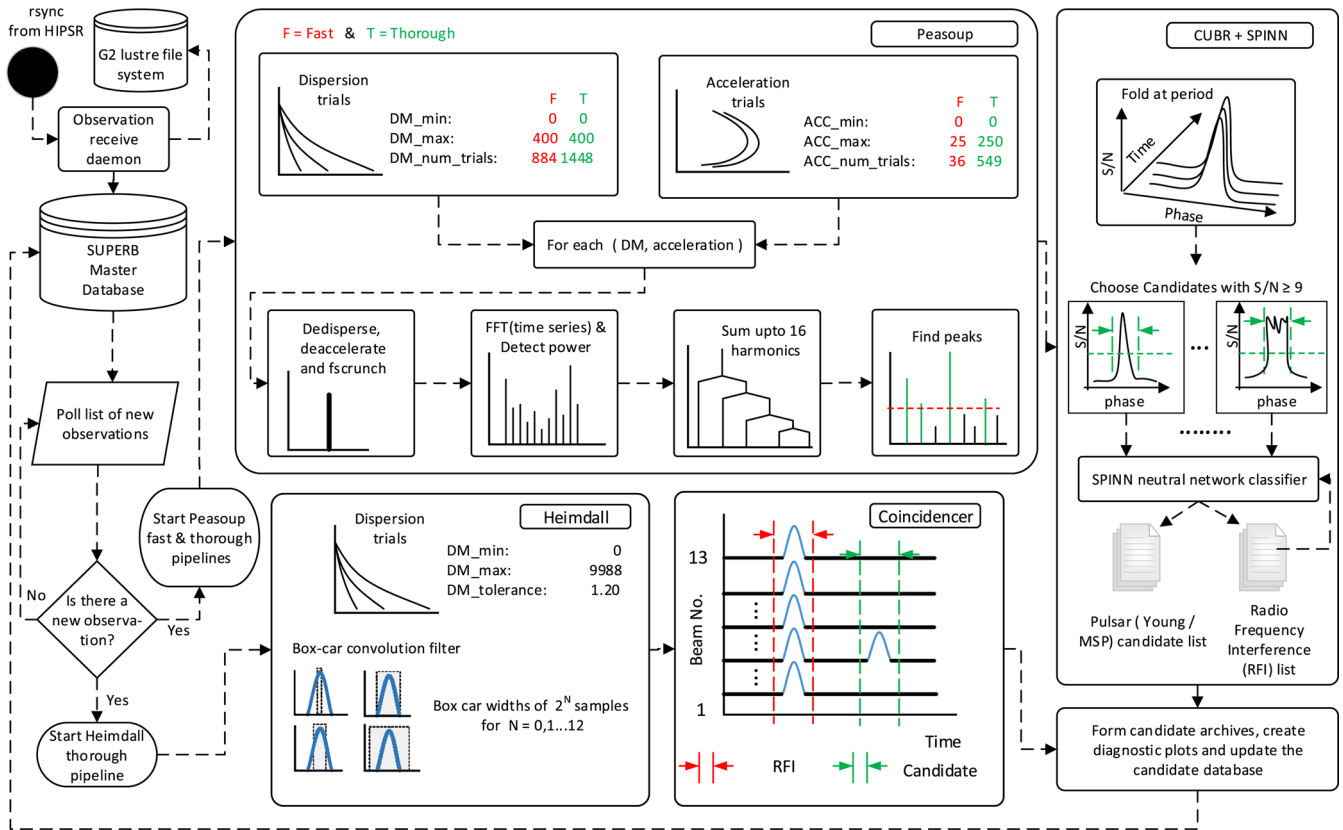 rsync
from HIPSR
G2 lustre file
system
Observation
receive
daemon
SUPERB
Master
Database
Poll list of new
observations
No
Is there a
new observa-
tion?
Yes
Yes
Start Peasoup
fast & thorough
pipelines
Start Heimdall
thorough
pipeline
F = Fast & T = Thorough
Peasoup
Dispersion
trials
F T
DM_min: 0 0
DM_max: 400 400
DM_num_trials: 884 1448
Acceleration
trials
F T
ACC_min: 0 0
ACC_max: 25 250
ACC_num_trials: 36 549
For each ( DM, acceleration )
Dedisperse,
deaccelerate
and fscrunch
FFT(time series) &
Detect power
Sum upto 16
harmonics
Find peaks
Heimdall
Dispersion
trials
DM_min: 0
DM_max: 9988
DM_tolerance: 1.20
Box-car convolution filter
Box car widths of 2^N samples
for N = 0,1...12
Coincidencer
13
Beam No.
1
Time
RFI
Candidate
CUBR + SPINN
Fold at period
S/N
Time
Phase
Choose Candidates with S/N ≥ 9
S/N
phase
...
S/N
phase
.........
SPINN neutral network classifier
Pulsar ( Young /
MSP) candidate
list
Radio
Frequency
Interference
(RFI) list
Form candidate archives, create
diagnostic plots and update the
candidate database